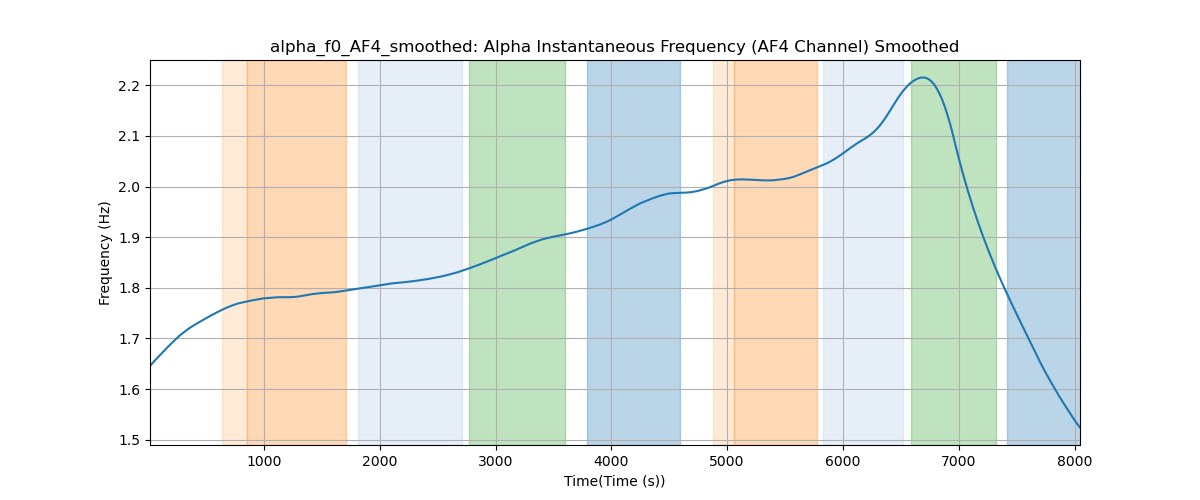 alpha_f0_AF4_smoothed: Alpha Instantaneous Frequency (AF4 Channel) Smoothed
Frequency (Hz)
2.2
2.1
2.0
1.9
1.8
1.7
1.6
1.5
1000 2000 3000 4000 5000 6000 7000 8000
Time(Time (s))